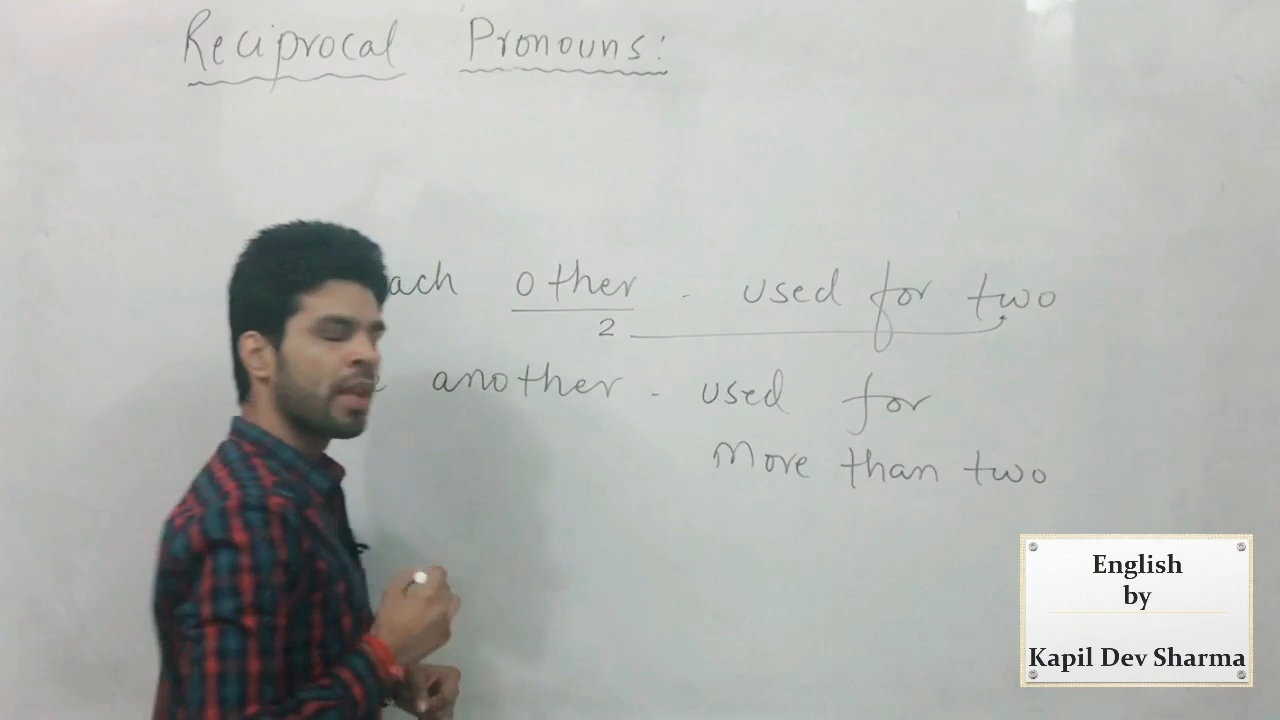 Reciprocal Pronouns:
ach other - used for two
2
another - used for
More than two
English
by
Kapil Dev Sharma